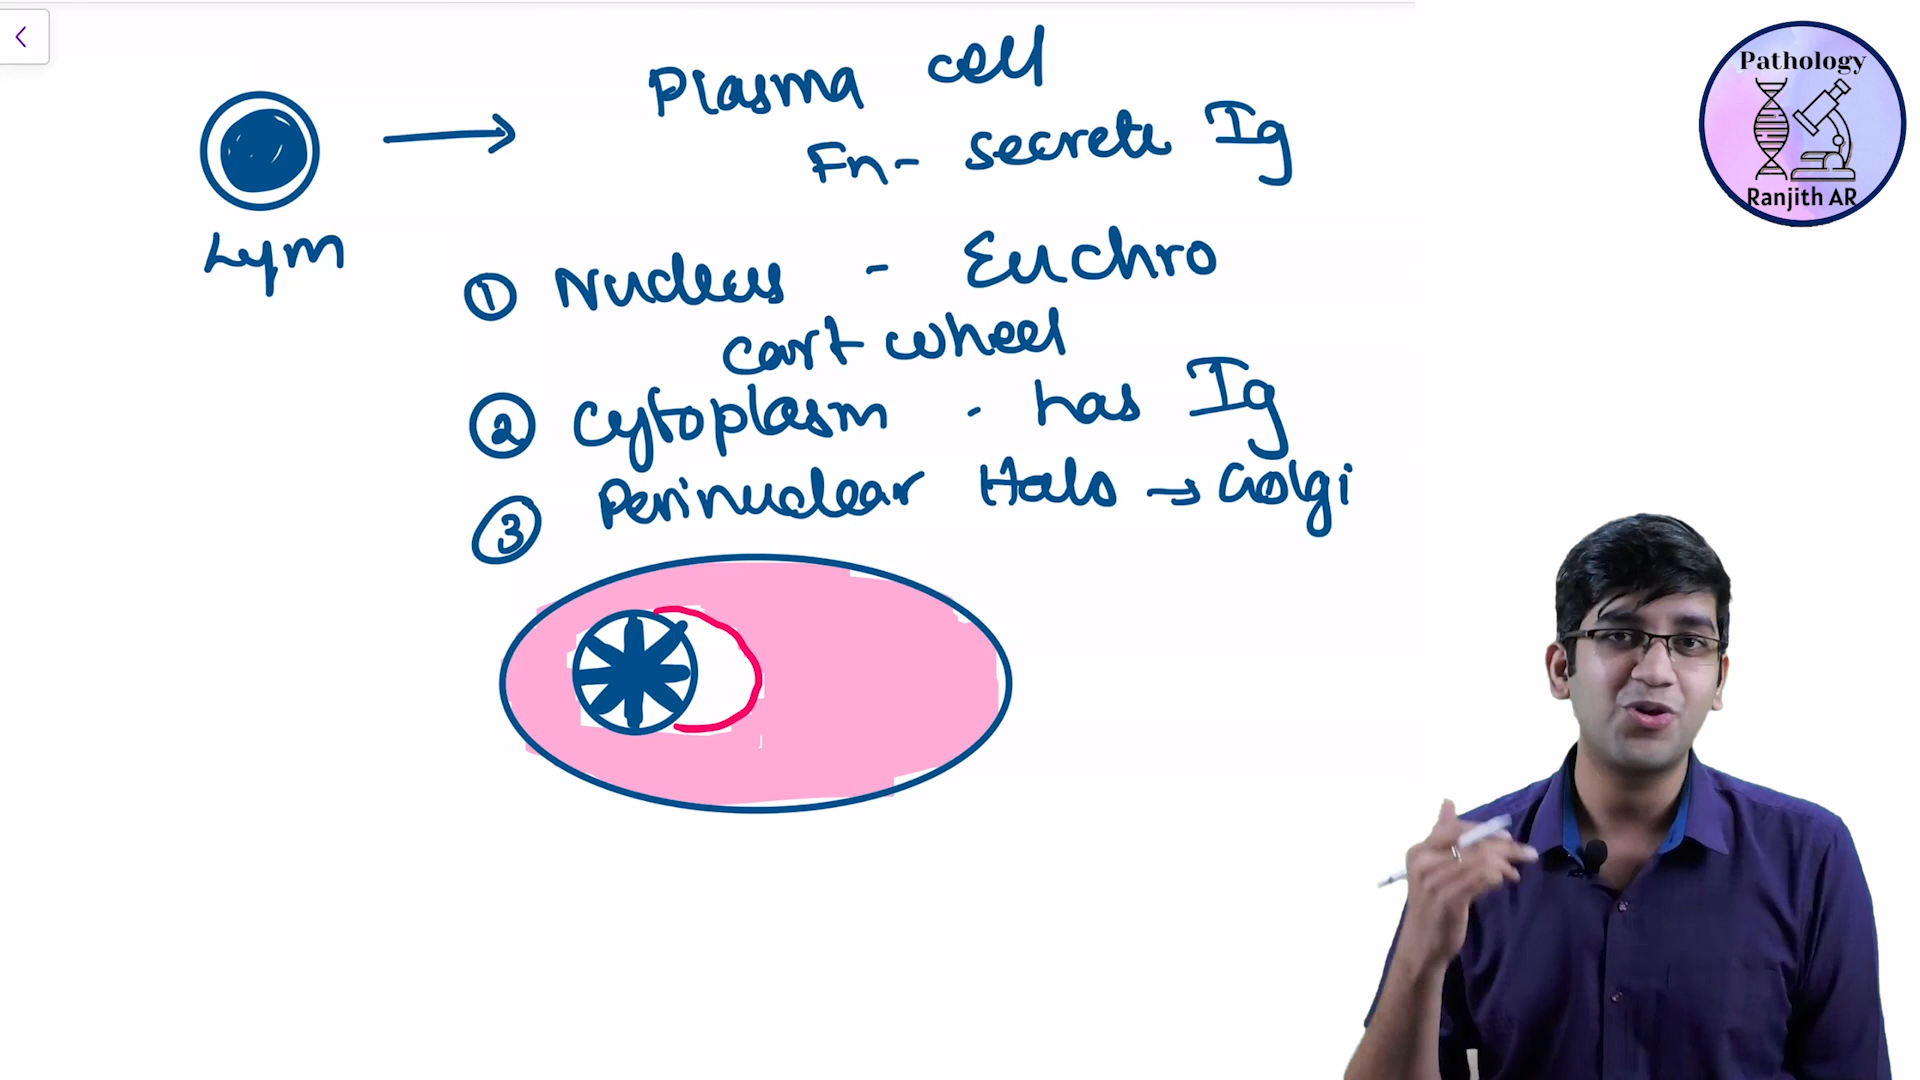 Plasma cell
Fn- secrete Ig
Lym
① Nucleus - Euchro
cart wheel
② Cytoplasm - has Ig
③ Perinuclear Halo → Golgi
Pathology
Ranjith AR